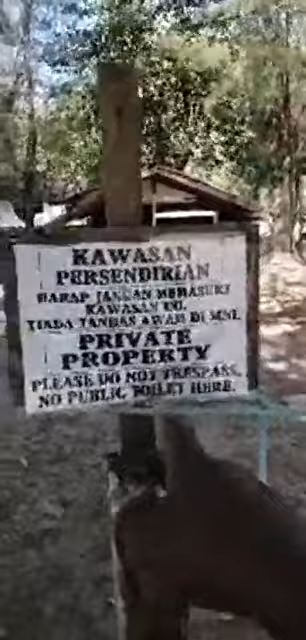 KAWASAN
PERSENDIRIAN
HARAP JANGAN MERASUKI
KAWASAN INI.
TIADA TANDAS AWAM DI SINI.
PRIVATE
PROPERTY
PLEASE DO NOT TRESPASS.
NO PUBLIC TOILET HERE.